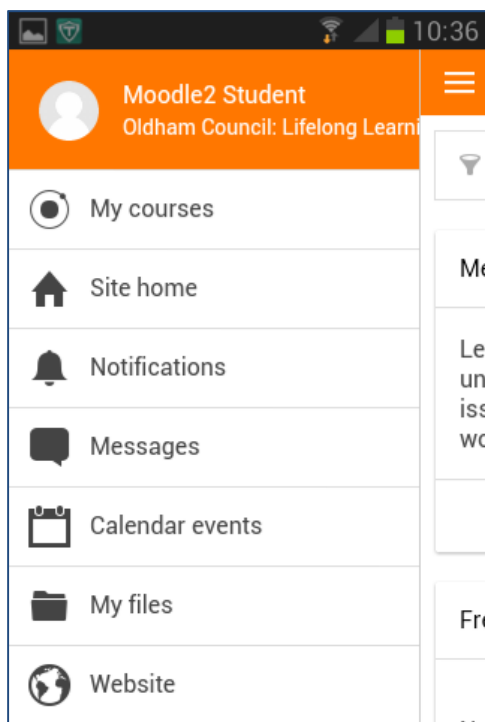 10:36
Moodle2 Student
Oldham Council: Lifelong Learni
My courses
Site home
Notifications
Messages
Calendar events
My files
Website
Me
Le
un
iss
wo
Fre